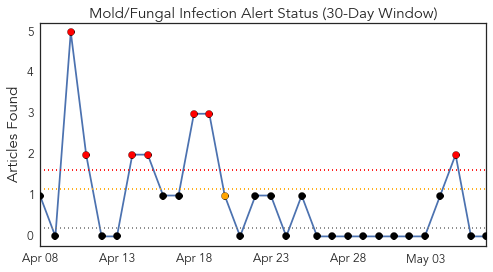 Mold/Fungal Infection Alert Status (30-Day Window)
Articles Found
5
4
3
2
1
0
Apr 08
Apr 13
Apr 18
Apr 23
Apr 28
May 03